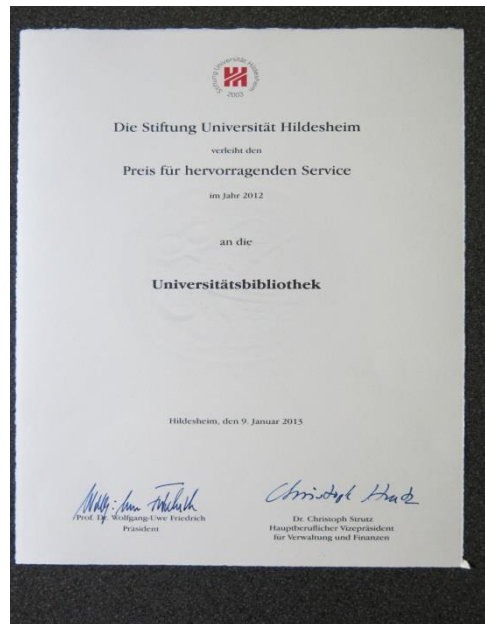 Stiftung Universität Hildesheim
2003
Die Stiftung Universität Hildesheim
verleiht den
Preis für hervorragenden Service
im Jahr 2012
an die
Universitätsbibliothek
Hildesheim, den 9. Januar 2013
Prof. Dr. Wolfgang-Uwe Friedrich
Präsident
Christoph Strutz
Dr. Christoph Strutz
Hauptberuflicher Vizepräsident
für Verwaltung und Finanzen